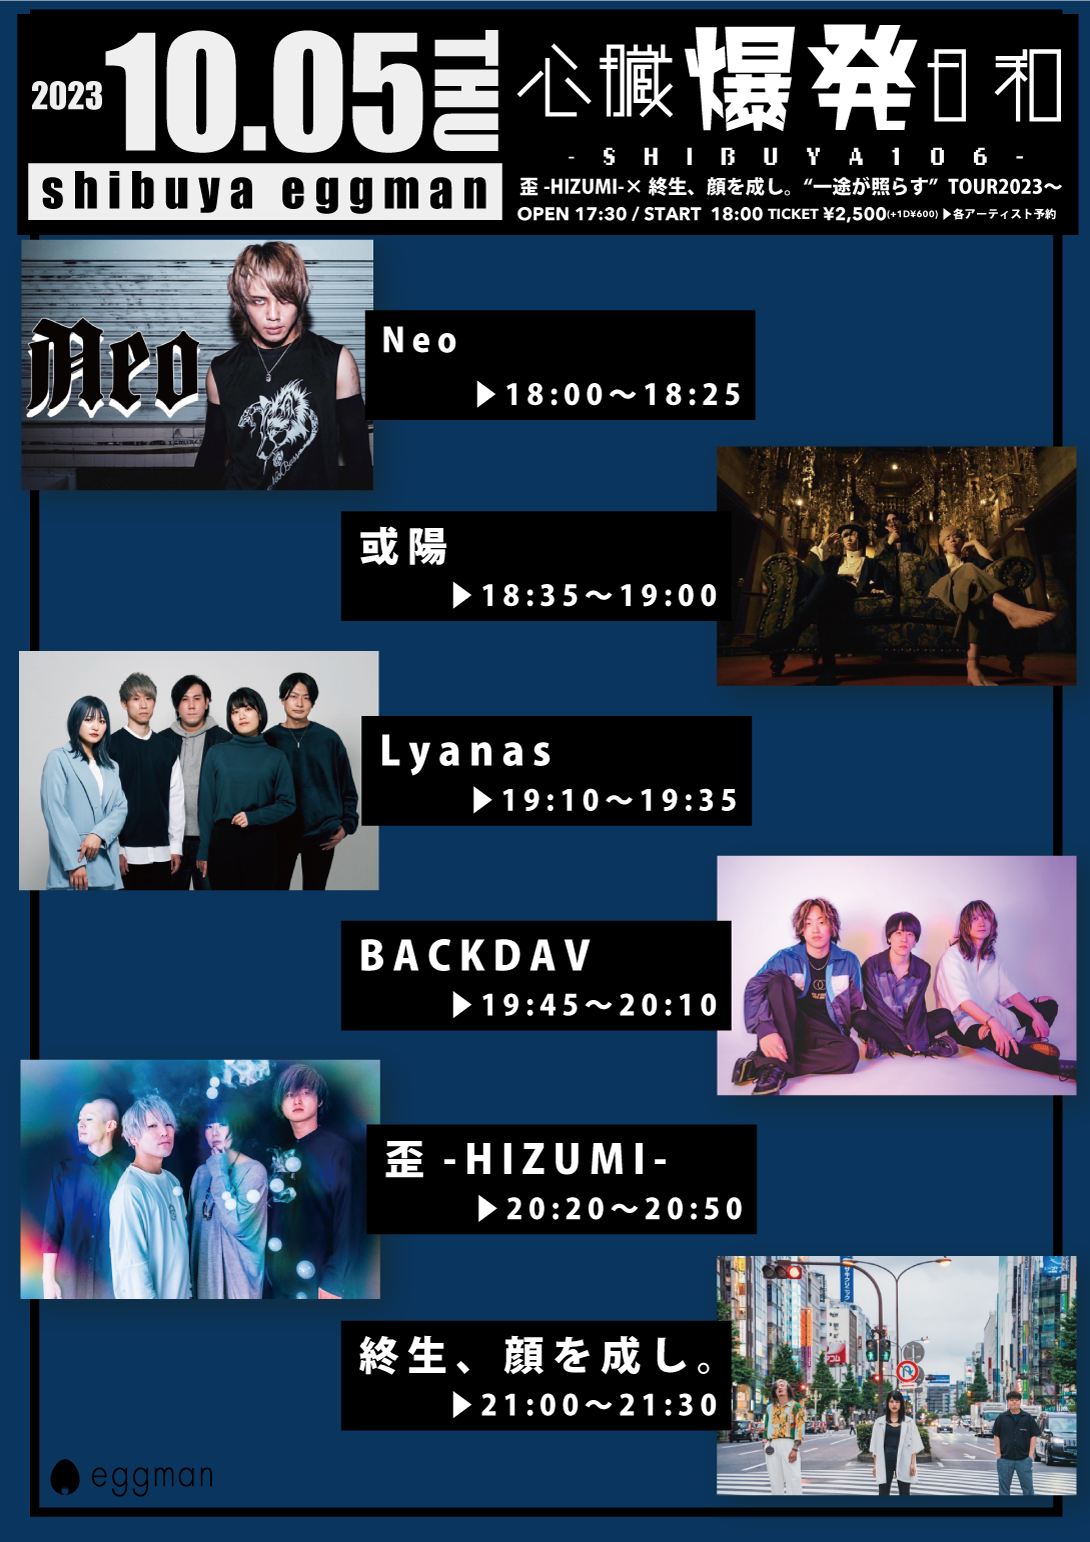 2023
10.05
THU
shibuya eggman
心臓爆発日和
-SHIBUYA106-
歪 -HIZUMI-× 終生、顔を成し。“一途が照らす” TOUR2023〜
OPEN 17:30 / START 18:00 TICKET ¥2,500(+1D¥600) ▶各アーティスト予約
Neo
Neo
▶18:00〜18:25
或陽
▶18:35〜19:00
Lyanas
▶19:10〜19:35
BACKDAV
▶19:45〜20:10
歪 -HIZUMI-
▶20:20〜20:50
終生、顔を成し。
▶21:00〜21:30
eggman